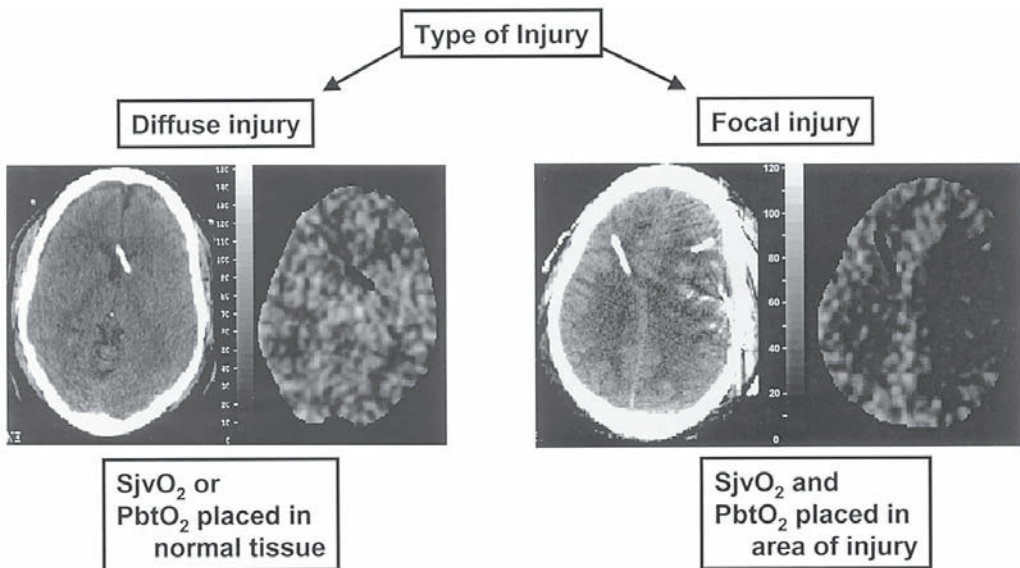 Type of Injury
Diffuse injury
Focal injury
120
100
80
60
40
20
0
SjvO₂ or
PbtO₂ placed in
normal tissue
SjvO₂ and
PbtO₂ placed in
area of injury